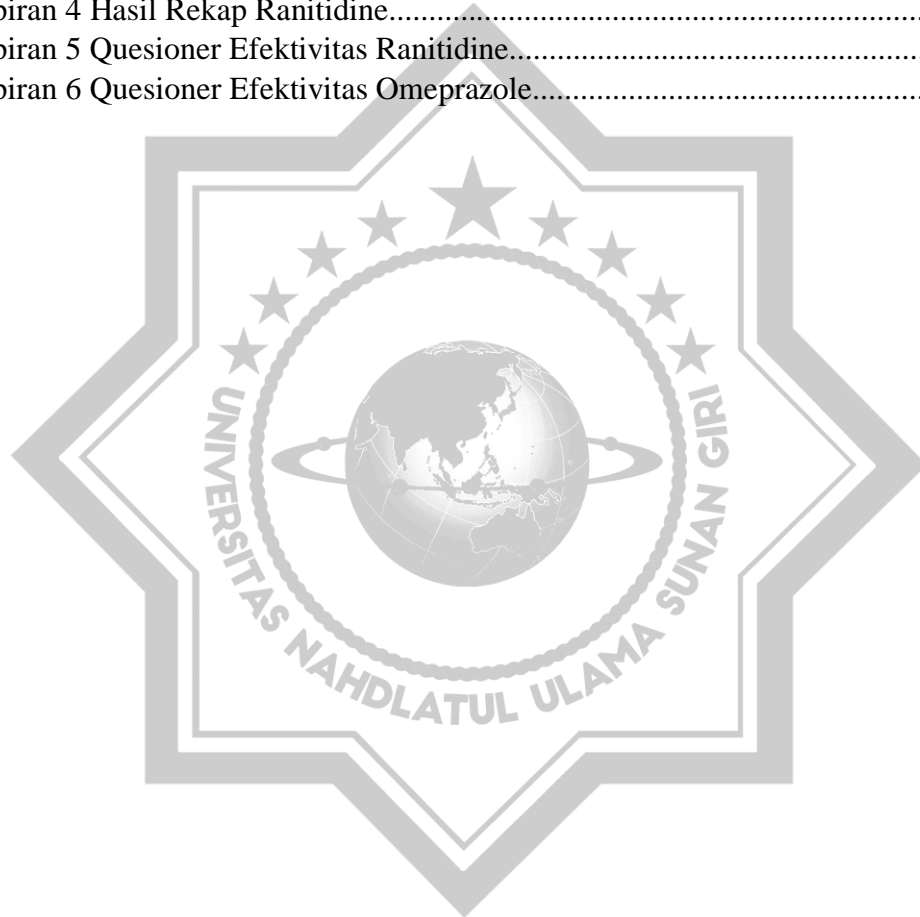 piran 4 Hasil Rekap Ranitidine..........................................................................
piran 5 Quesioner Efektivitas Ranitidine..........................................................
piran 6 Quesioner Efektivitas Omeprazole.......................................................
UNIVERSITAS NAHDLATUL ULAMA SUNAN GIRI